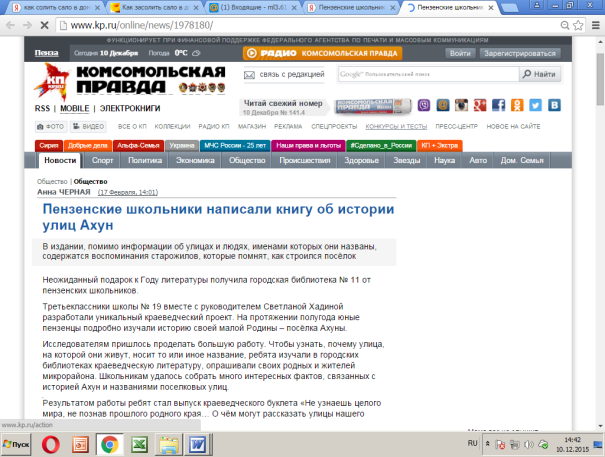 как солить сало в дом
Как засолить сало в д
(1) Входящие - ml3.6
Пензенские школьник
Пензенские школьни
www.kp.ru/online/news/1978180/
ФУНКЦИОНИРУЕТ ПРИ ФИНАНСОВОЙ ПОДДЕРЖКЕ ФЕДЕРАЛЬНОГО АГЕНТСТВА ПО ПЕЧАТИ И МАССОВЫМ КОММУНИКАЦИЯМ
Пенза Сегодня 10 Декабря 0°C РАДИО КОМСОМОЛЬСКАЯ ПРАВДА Войти Зарегистрироваться
КП КОМСОМОЛЬСКАЯ ПРАВДА
связь с редакцией
Google Пользовательский поиск Найти
RSS | MOBILE | ЭЛЕКТРОКНИГИ
Читай свежий номер
10 Декабря № 141.4
ФОТО ВИДЕО ВСЕ О КП КОЛЛЕКЦИИ РАДИО КП МАГАЗИН РЕКЛАМА СПЕЦПРОЕКТЫ КОНКУРСЫ И ТЕСТЫ ПРЕСС-ЦЕНТР НОВОЕ НА САЙТЕ
Сирия Добрые дела Альфа-Семья Украина МЧС России - 25 лет Наши права и льготы #Сделано_в_России КП + Экстра
Новости Спорт Политика Экономика Общество Происшествия Здоровье Звезды Наука Авто Дом. Семья
Общество | Общество
Анна ЧЕРНАЯ (17 Февраля, 14:01)
Пензенские школьники написали книгу об истории
улиц Ахун
В издании, помимо информации об улицах и людях, именами которых они названы,
содержатся воспоминания старожилов, которые помнят, как строился посёлок
Неожиданный подарок к Году литературы получила городская библиотека № 11 от
пензенских школьников.
Третьеклассники школы № 19 вместе с руководителем Светланой Хадиной
разработали уникальный краеведческий проект. На протяжении полугода юные
пензенцы подробно изучали историю своей малой Родины – посёлка Ахуны.
Исследователям пришлось проделать большую работу. Чтобы узнать, почему улица,
на которой они живут, носит то или иное название, ребята изучали в городских
библиотеках краеведческую литературу, опрашивали своих родных и жителей
микрорайона. Школьникам удалось собрать много интересных фактов, связанных с
историей Ахун и названиями поселковых улиц.
Результатом работы ребят стал выпуск краеведческого буклета «Не узнаешь целого
мира, не познав прошлого родного края… О чём могут рассказать улицы нашего
www.kp.ru/action
Пуск
RU
14:42
10.12.2015